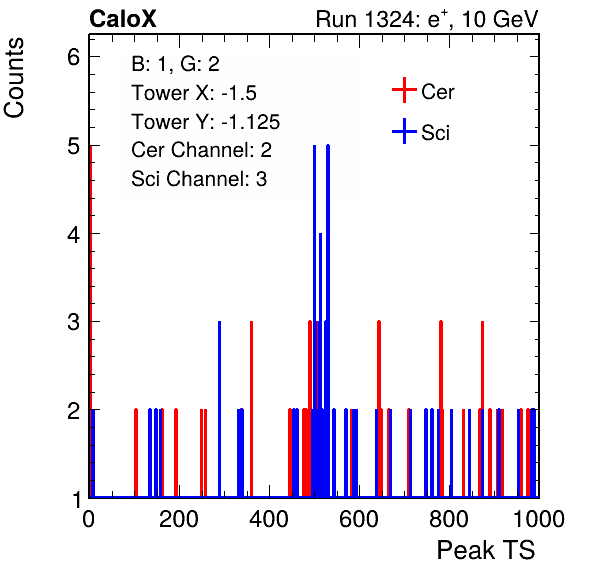 CaloX Run 1324: e⁺, 10 GeV
Counts
B: 1, G: 2
Tower X: -1.5
Tower Y: -1.125
Cer Channel: 2
Sci Channel: 3
Cer
Sci
6
5
4
3
2
1
0 200 400 600 800 1000
Peak TS